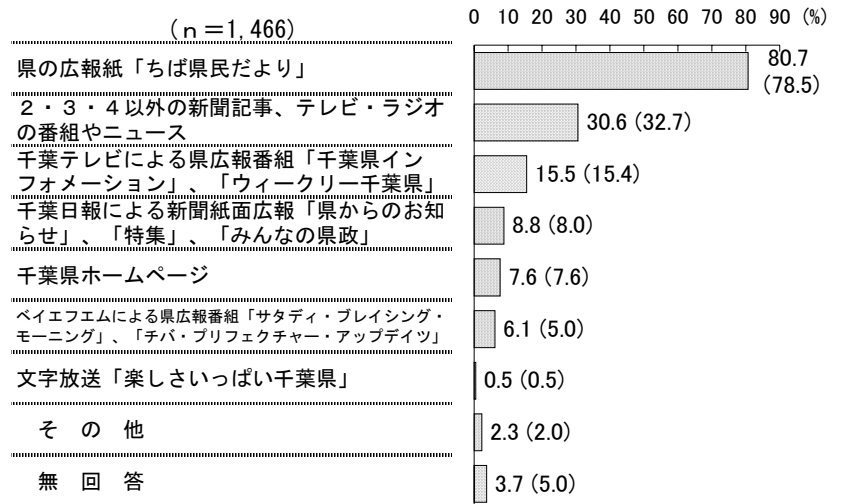 (ｎ＝1,466)
0 10 20 30 40 50 60 70 80 90 (%)
県の広報紙「ちば県民だより」
80.7
(78.5)
２・３・４以外の新聞記事、テレビ・ラジオ
の番組やニュース
30.6 (32.7)
千葉テレビによる県広報番組「千葉県イン
フォメーション」、「ウィークリー千葉県」
15.5 (15.4)
千葉日報による新聞紙面広報「県からのお知
らせ」、「特集」、「みんなの県政」
8.8 (8.0)
千葉県ホームページ
7.6 (7.6)
ベイエフエムによる県広報番組「サタディ・ブレイシング・
モーニング」、「チバ・プリフェクチャー・アップデイツ」
6.1 (5.0)
文字放送「楽しさいっぱい千葉県」
0.5 (0.5)
そ の 他
2.3 (2.0)
無 回 答
3.7 (5.0)